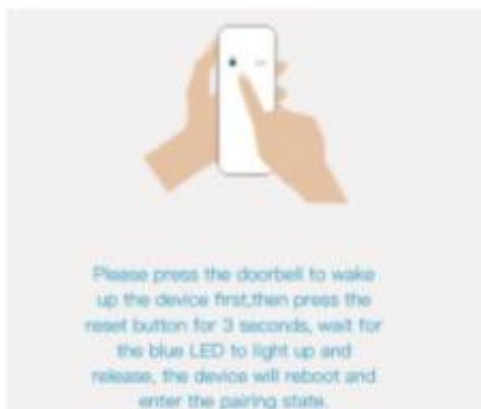 Please press the doorbell to wake
up the device first,then press the
reset button for 3 seconds, wait for
the blue LED to light up and
release, the device will reboot and
enter the pairing state.